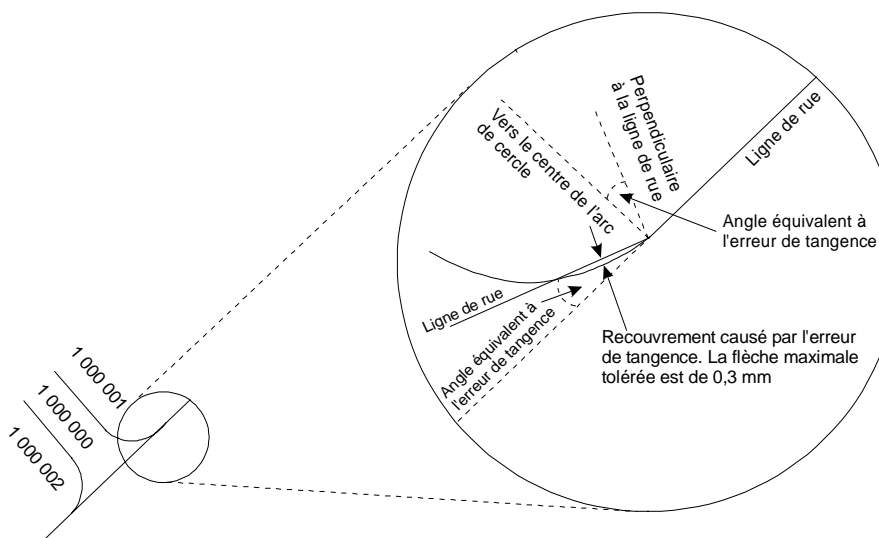 Perpendiculaire
à la ligne de rue
Vers le centre de l'arc
de cercle
Ligne de rue
Angle équivalent à
l'erreur de tangence
Ligne de rue
Angle équivalent à
l'erreur de tangence
Recouvrement causé par l'erreur
de tangence. La flèche maximale
tolérée est de 0,3 mm
1 000 001
1 000 000
1 000 002